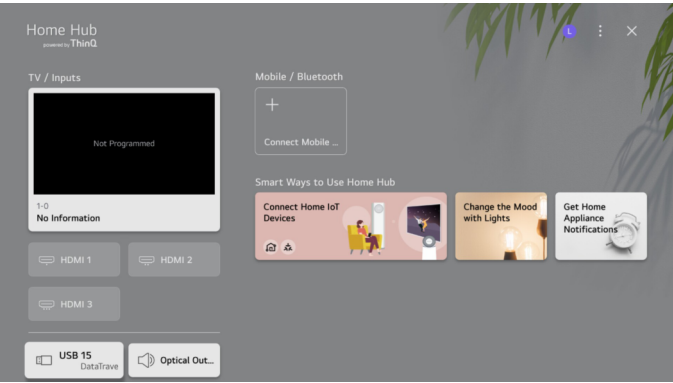 Home Hub
powered by ThinQ
L
TV / Inputs
Not Programmed
1-0
No Information
HDMI 1
HDMI 2
HDMI 3
USB 15
DataTrave
Optical Out...
Mobile / Bluetooth
+
Connect Mobile ...
Smart Ways to Use Home Hub
Connect Home IoT
Devices
Change the Mood
with Lights
Get Home
Appliance
Notifications